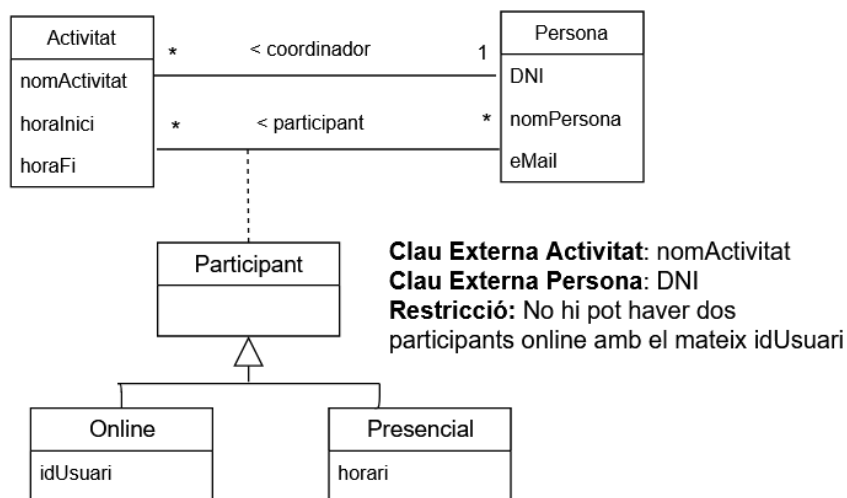 Activitat
nomActivitat
horaInici
horaFi
* < coordinador 1
* < participant *
Persona
DNI
nomPersona
eMail
Participant
Clau Externa Activitat: nomActivitat
Clau Externa Persona: DNI
Restricció: No hi pot haver dos
participants online amb el mateix idUsuari
Online
idUsuari
Presencial
horari